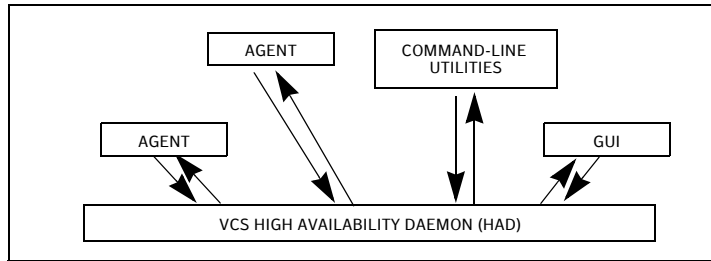 AGENT
COMMAND-LINE
UTILITIES
AGENT
GUI
VCS HIGH AVAILABILITY DAEMON (HAD)